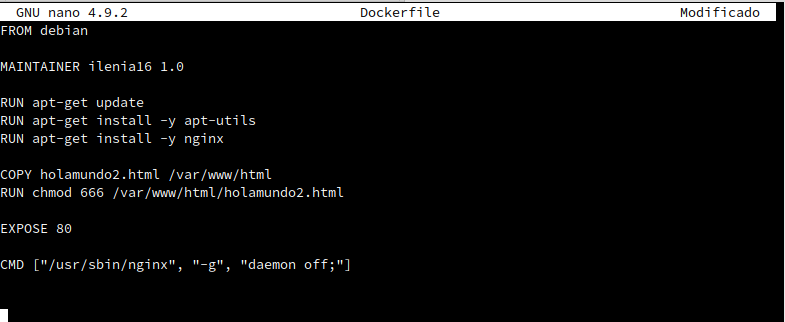 GNU nano 4.9.2 Dockerfile Modificado
FROM debian
MAINTAINER ilenia16 1.0
RUN apt-get update
RUN apt-get install -y apt-utils
RUN apt-get install -y nginx
COPY holamundo2.html /var/www/html
RUN chmod 666 /var/www/html/holamundo2.html
EXPOSE 80
CMD ["/usr/sbin/nginx", "-g", "daemon off;"]